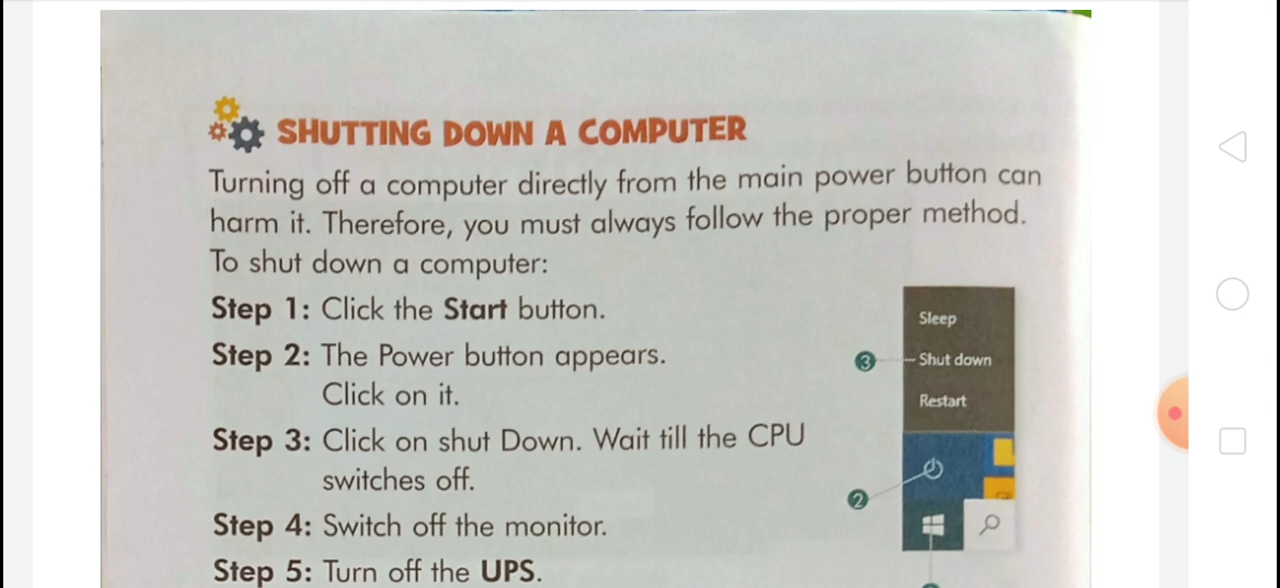 SHUTTING DOWN A COMPUTER
Turning off a computer directly from the main power button can
harm it. Therefore, you must always follow the proper method.
To shut down a computer:
Step 1: Click the Start button.
Step 2: The Power button appears.
Click on it.
Step 3: Click on shut Down. Wait till the CPU
switches off.
Step 4: Switch off the monitor.
Step 5: Turn off the UPS.
Sleep
3 Shut down
Restart
2